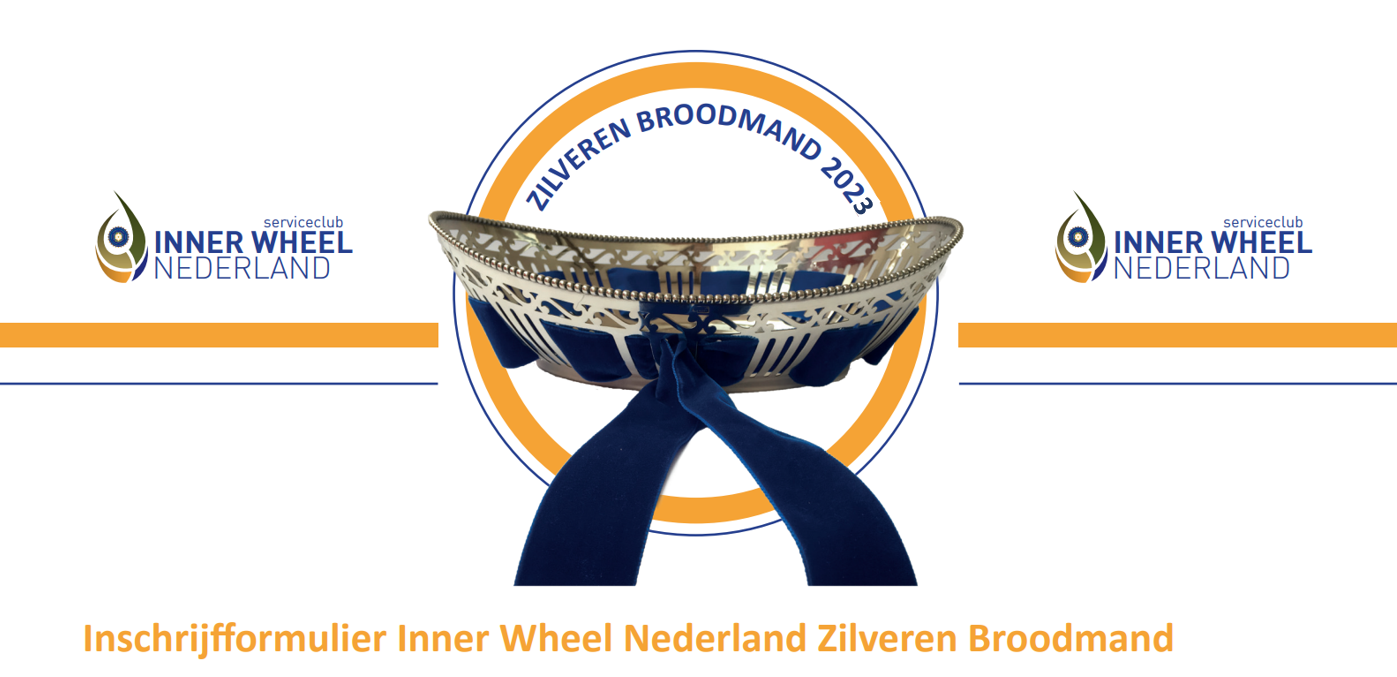 ZILVEREN BROODMAND 2023
serviceclub
INNER WHEEL
NEDERLAND
serviceclub
INNER WHEEL
NEDERLAND
Inschrijfformulier Inner Wheel Nederland Zilveren Broodmand